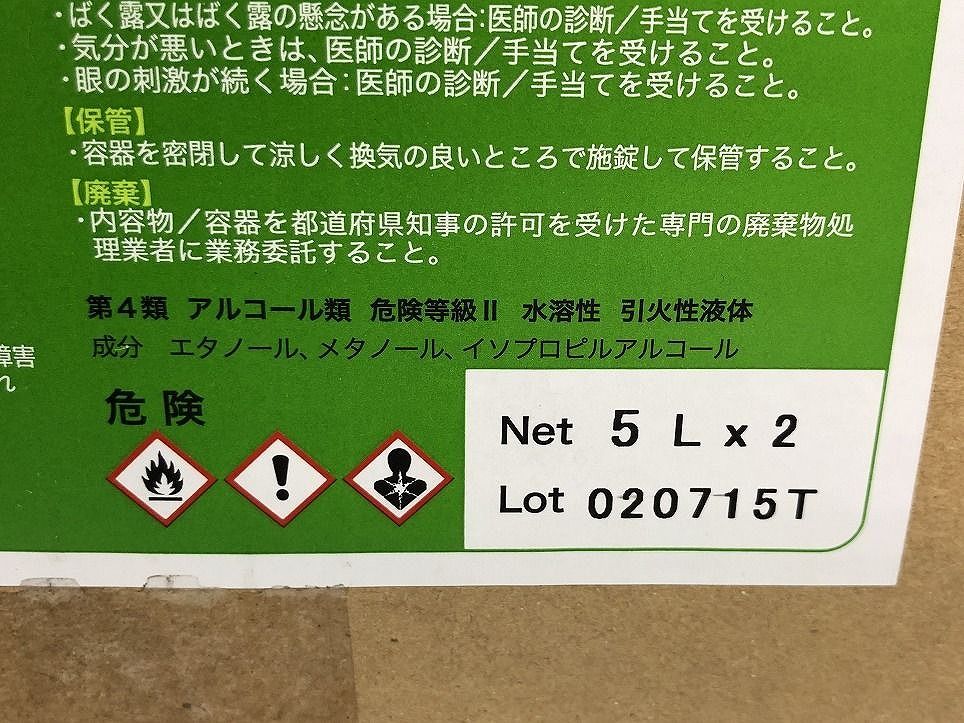 ・ばく露又はばく露の懸念がある場合：医師の診断／手当てを受けること。
・気分が悪いときは、医師の診断／手当てを受けること。
・眼の刺激が続く場合：医師の診断／手当てを受けること。
【保管】
・容器を密閉して涼しく換気の良いところで施錠して保管すること。
【廃棄】
・内容物／容器を都道府県知事の許可を受けた専門の廃棄物処
理業者に業務委託すること。
第４類 アルコール類 危険等級Ⅱ 水溶性 引火性液体
成分 エタノール、メタノール、イソプロピルアルコール
障害
れ
危険
Net 5 L x 2
Lot 020715T